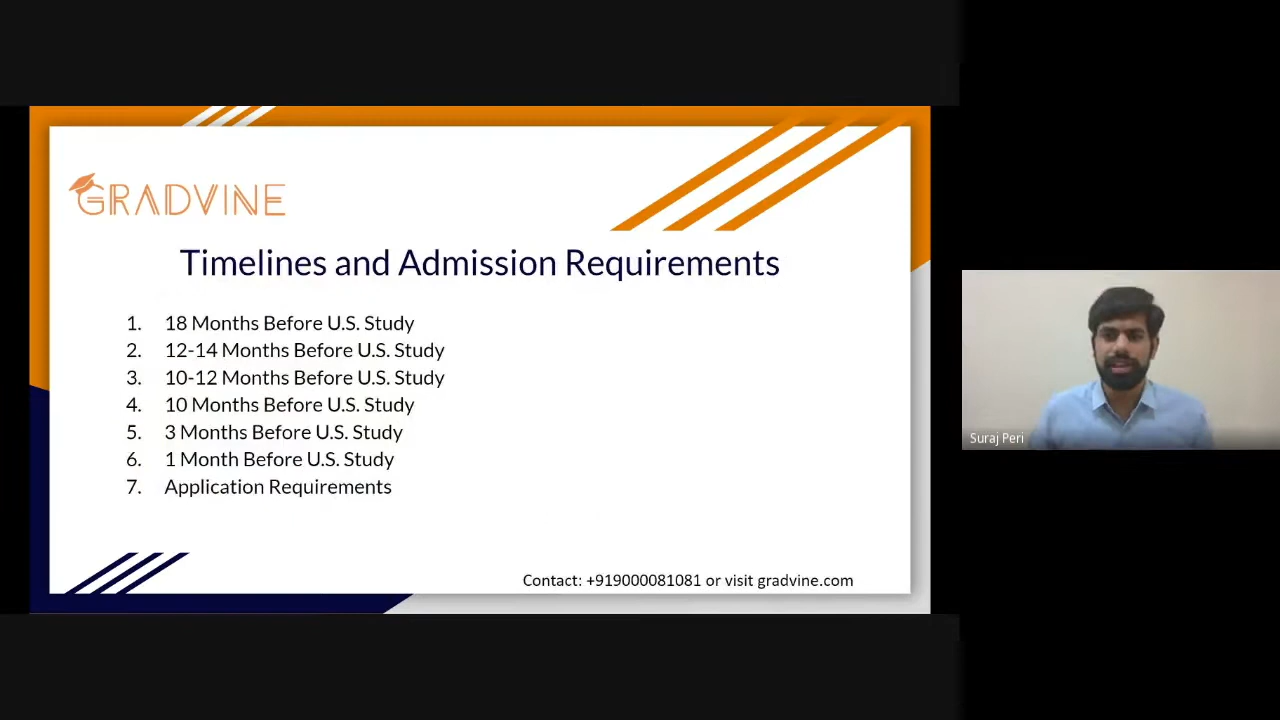 GRADVINE
Timelines and Admission Requirements
1. 18 Months Before U.S. Study
2. 12-14 Months Before U.S. Study
3. 10-12 Months Before U.S. Study
4. 10 Months Before U.S. Study
5. 3 Months Before U.S. Study
6. 1 Month Before U.S. Study
7. Application Requirements
Contact: +919000081081 or visit gradvine.com
Suraj Peri